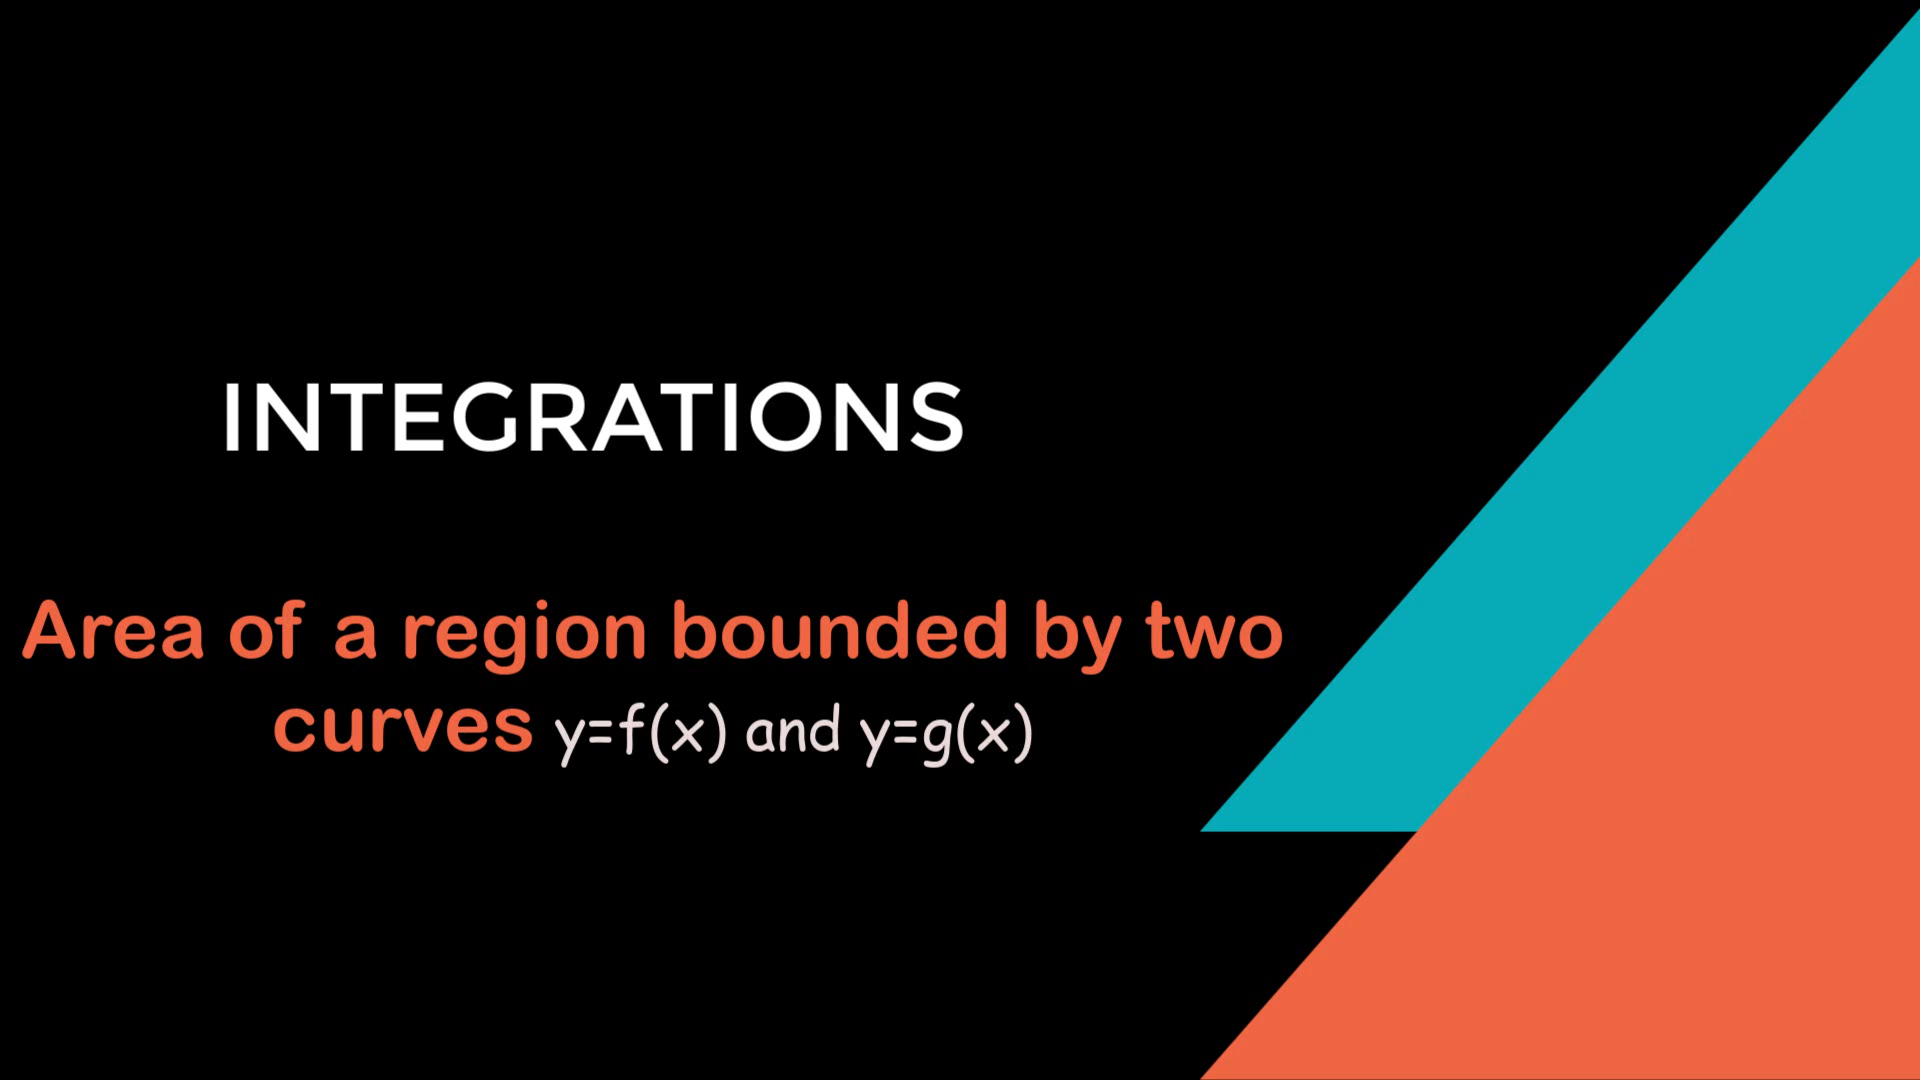 INTEGRATIONS
Area of a region bounded by two
curves y=f(x) and y=g(x)